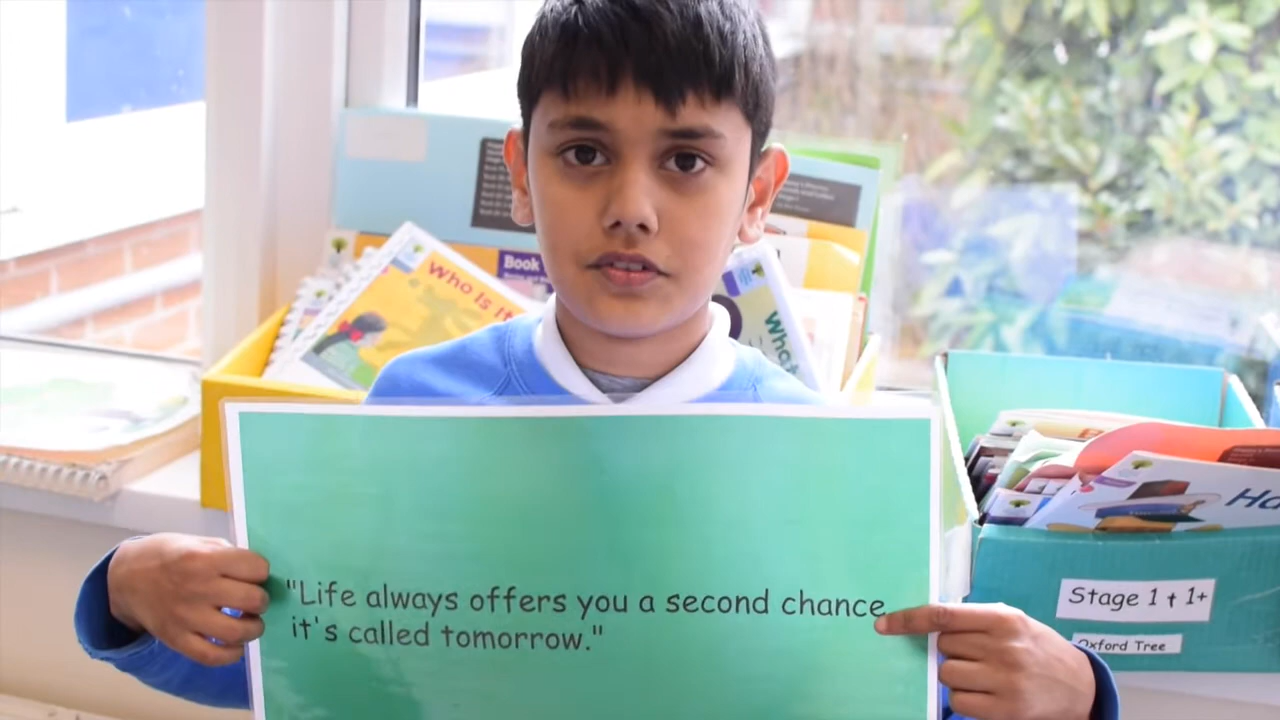 Book
Who Is It
"Life always offers you a second chance
it's called tomorrow."
Stage 1 + 1+
Oxford Tree